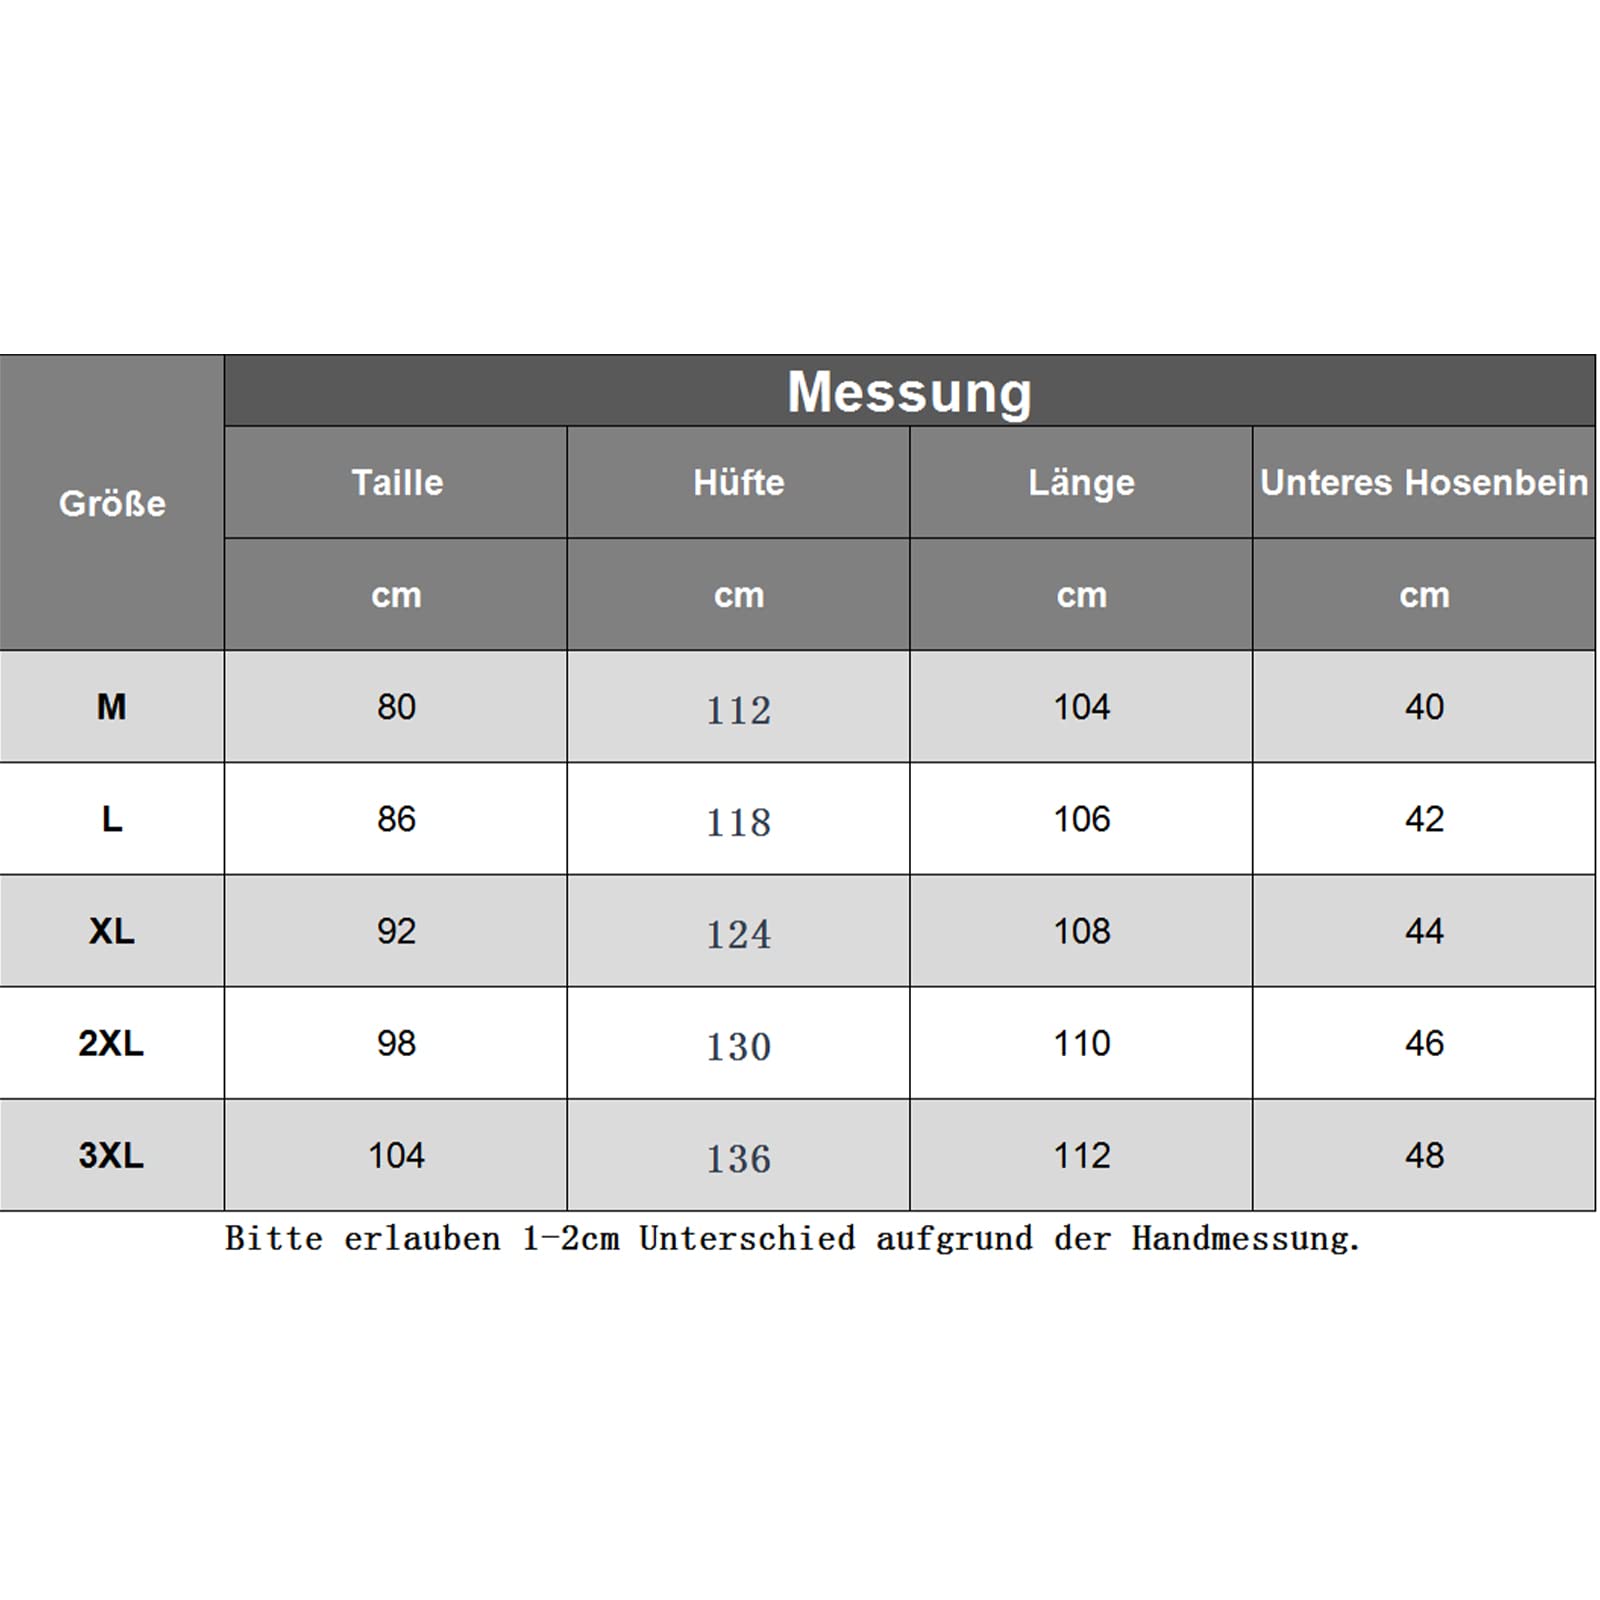 Messung
Größe Taille Hüfte Länge Unteres Hosenbein
cm cm cm cm
M 80 112 104 40
L 86 118 106 42
XL 92 124 108 44
2XL 98 130 110 46
3XL 104 136 112 48
Bitte erlauben 1-2cm Unterschied aufgrund der Handmessung.